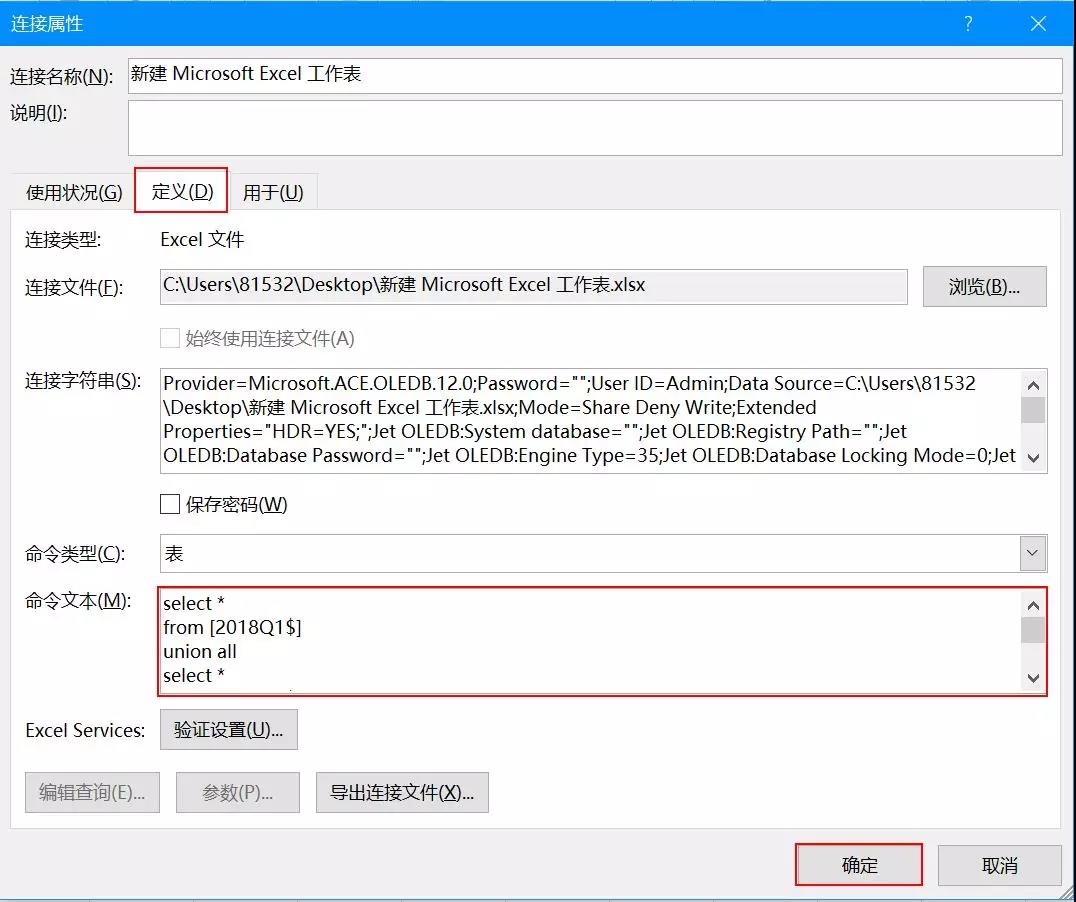 连接属性
?
连接名称(N): 新建 Microsoft Excel 工作表
说明(I):
使用状况(G) 定义(D) 用于(U)
连接类型: Excel 文件
连接文件(F): C:\Users\81532\Desktop\新建 Microsoft Excel 工作表.xlsx 浏览(B)...
始终使用连接文件(A)
连接字符串(S): Provider=Microsoft.ACE.OLEDB.12.0;Password="";User ID=Admin;Data Source=C:\Users\81532
\Desktop\新建 Microsoft Excel 工作表.xlsx;Mode=Share Deny Write;Extended
Properties="HDR=YES;";Jet OLEDB:System database="";Jet OLEDB:Registry Path="";Jet
OLEDB:Database Password="";Jet OLEDB:Engine Type=35;Jet OLEDB:Database Locking Mode=0;Jet
保存密码(W)
命令类型(C): 表
命令文本(M): select *
from [2018Q1$]
union all
select *
Excel Services: 验证设置(U)...
编辑查询(E)... 参数(P)... 导出连接文件(X)...
确定 取消